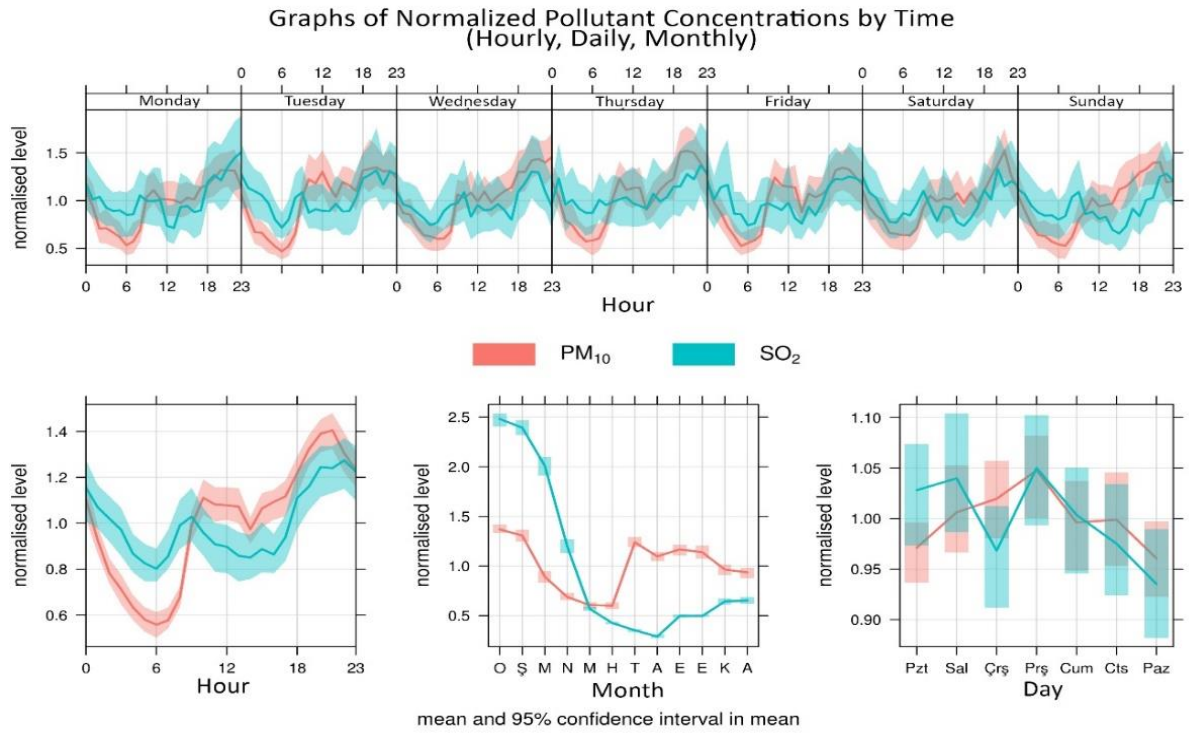 Graphs of Normalized Pollutant Concentrations by Time
(Hourly, Daily, Monthly)
0 6 12 18 23 0 6 12 18 23 0 6 12 18 23
Monday Tuesday Wednesday Thursday Friday Saturday Sunday
normalised level
1.5
1.0
0.5
0 6 12 18 23 0 6 12 18 23 0 6 12 18 23 0 6 12 18 23
Hour
PM10 SO2
normalised level
1.4
1.2
1.0
0.8
0.6
0 6 12 18 23
Hour
normalised level
2.5
2.0
1.5
1.0
0.5
O Ş M N M H T A E E K A
Month
normalised level
1.10
1.05
1.00
0.95
0.90
Pzt Sal Çrş Prş Cum Cts Paz
Day
mean and 95% confidence interval in mean